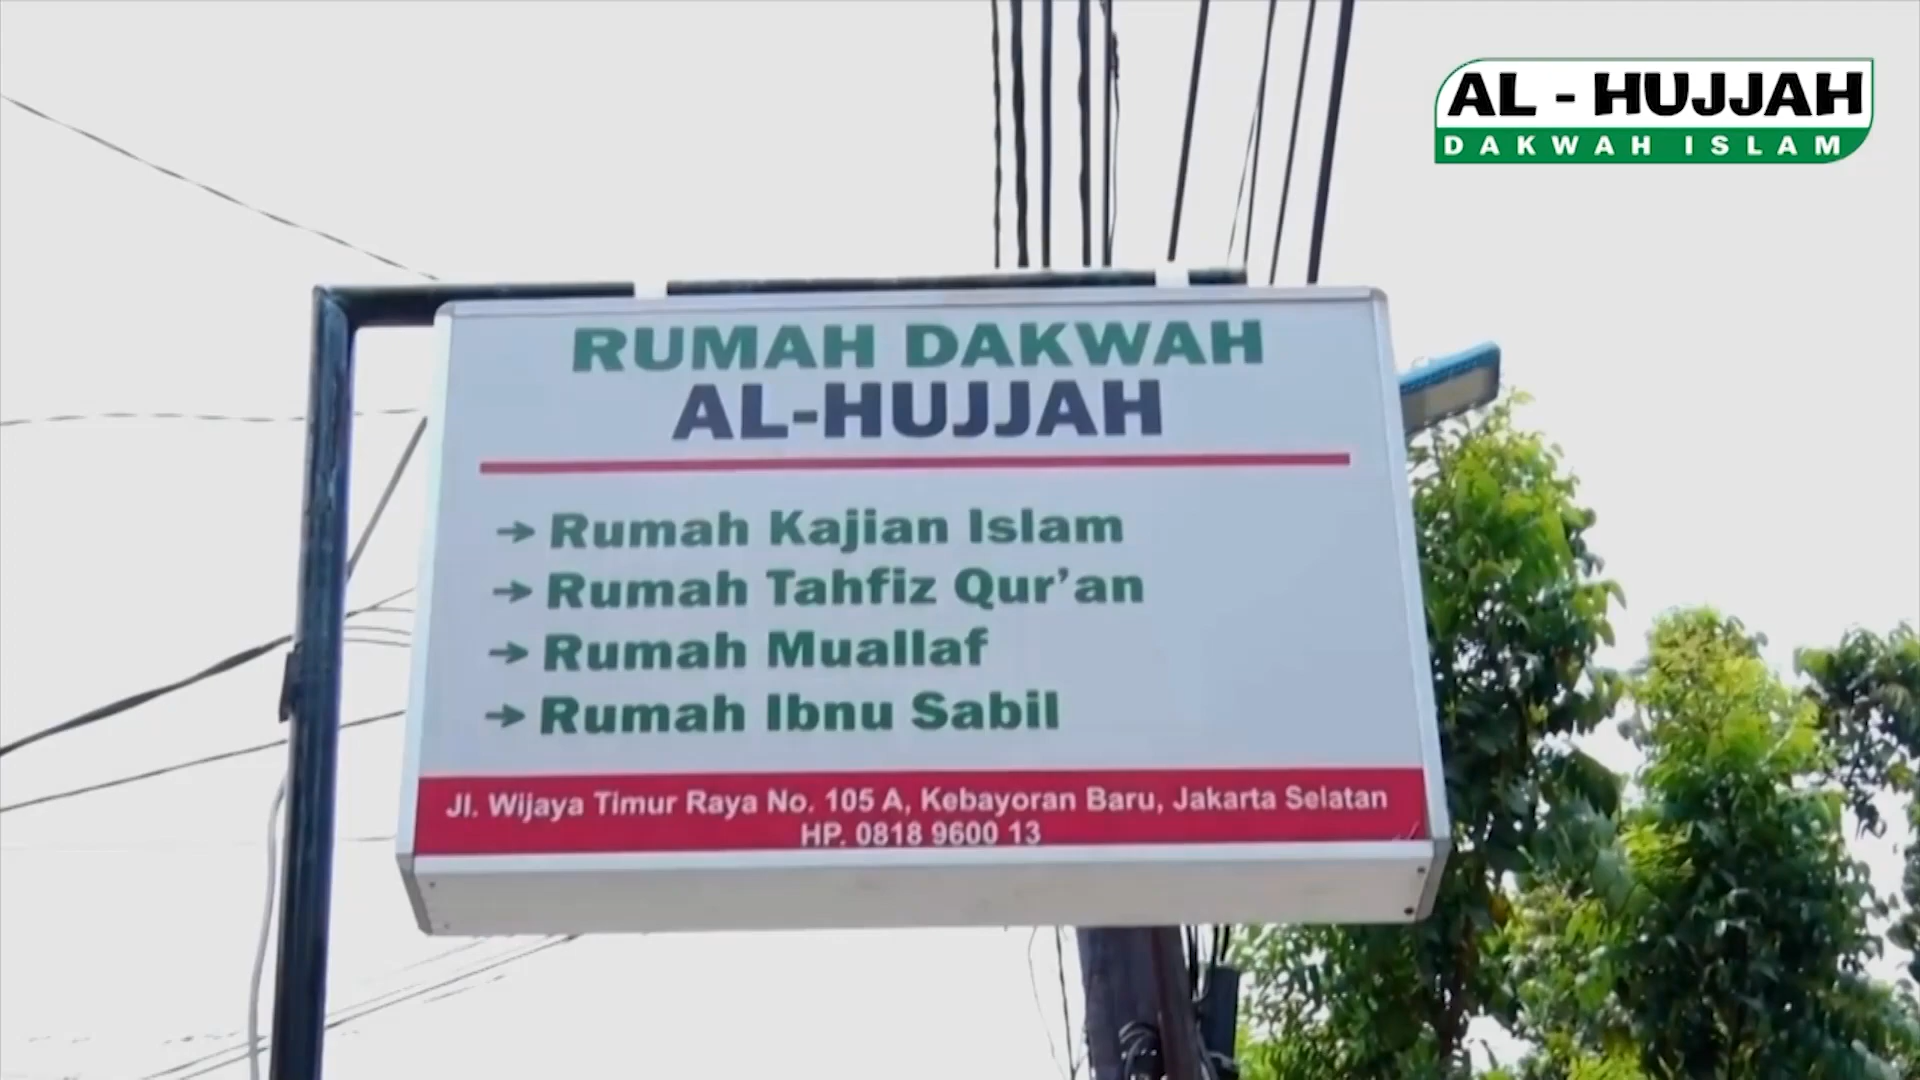 AL - HUJJAH
DAKWAH ISLAM
RUMAH DAKWAH
AL-HUJJAH
→ Rumah Kajian Islam
→ Rumah Tahfiz Qur'an
→ Rumah Muallaf
→ Rumah Ibnu Sabil
Jl. Wijaya Timur Raya No. 105 A, Kebayoran Baru, Jakarta Selatan
HP. 0818 9600 13